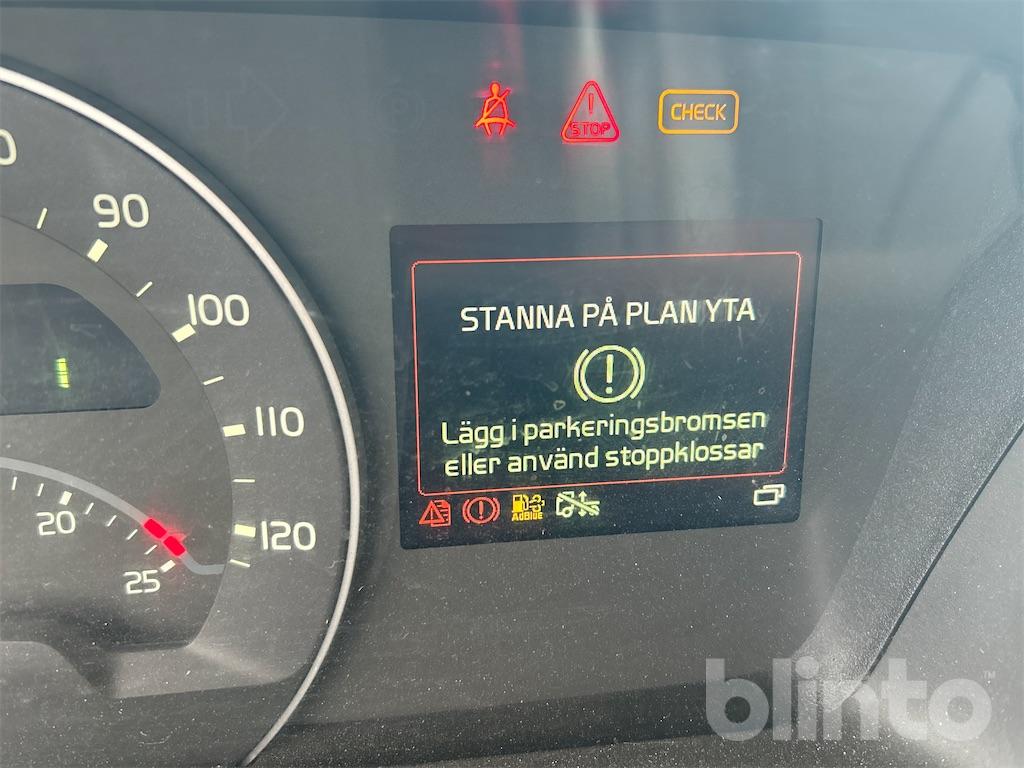 STOP
CHECK
90
100
110
120
20
25
STANNA PÅ PLAN YTA
Lägg i parkeringsbromsen
eller använd stoppklossar
AdBlue
blinto